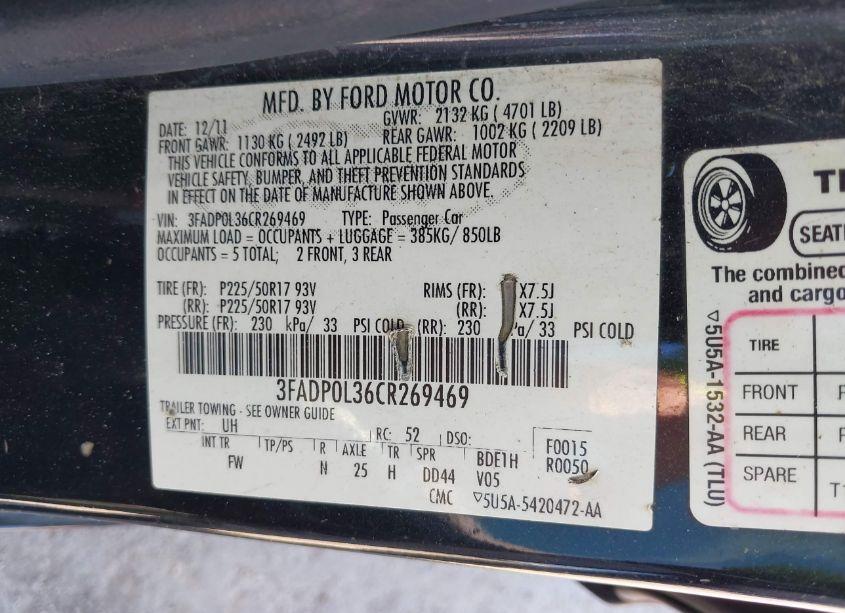 MFD. BY FORD MOTOR CO.
DATE: 12/11 GVWR: 2132 KG ( 4701 LB)
FRONT GAWR: 1130 KG ( 2492 LB) REAR GAWR: 1002 KG ( 2209 LB)
THIS VEHICLE CONFORMS TO ALL APPLICABLE FEDERAL MOTOR
VEHICLE SAFETY, BUMPER, AND THEFT PREVENTION STANDARDS
IN EFFECT ON THE DATE OF MANUFACTURE SHOWN ABOVE.
VIN: 3FADP0L36CR269469 TYPE: Passenger Car
MAXIMUM LOAD = OCCUPANTS + LUGGAGE = 385KG/ 850LB
OCCUPANTS = 5 TOTAL; 2 FRONT, 3 REAR
TIRE (FR): P225/50R17 93V RIMS (FR): X7.5J
(RR): P225/50R17 93V (RR): X7.5J
PRESSURE (FR): 230 kPa/ 33 PSI COLD (RR): 230 a/ 33 PSI COLD
3FADP0L36CR269469
TRAILER TOWING - SEE OWNER GUIDE
EXT PNT: UH RC: 52 DSO:
INT TR TP/PS R AXLE TR SPR BDE1H F0015
FW N 25 H DD44 V05 R0050
CMC ▽5U5A-5420472-AA
SEATI
The combined
and cargo
TIRE
FRONT
REAR
SPARE
T1
▽5U5A-1532-AA (TLU)